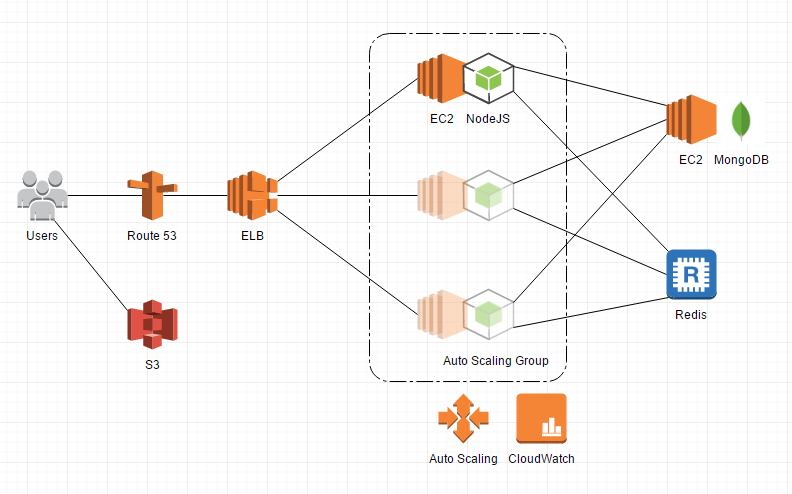 EC2 NodeJS
EC2 MongoDB
Users
Route 53
ELB
R
Redis
S3
Auto Scaling Group
Auto Scaling
CloudWatch